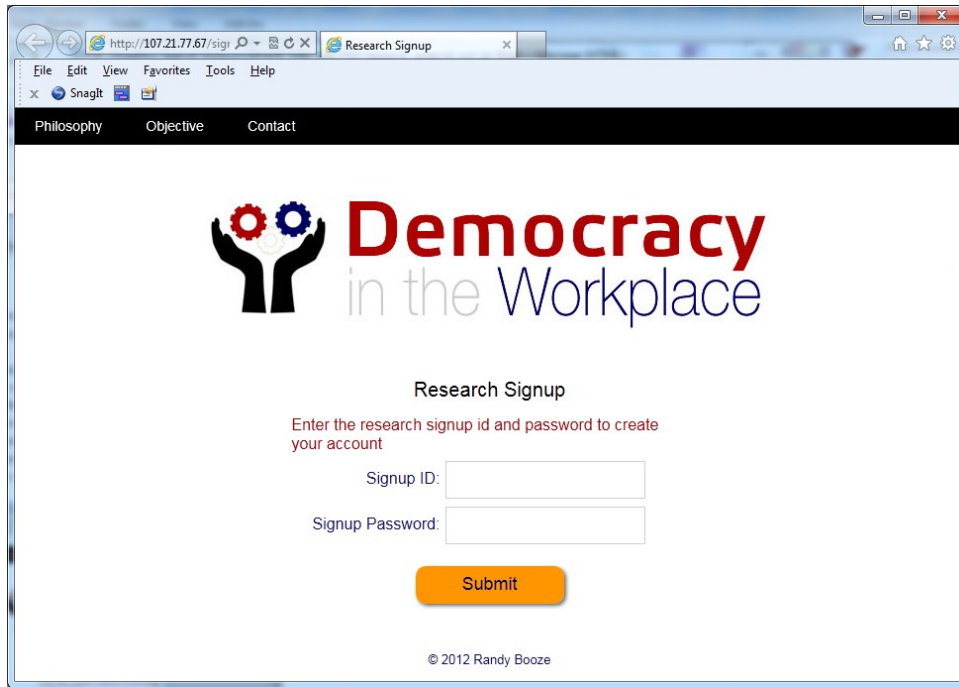 http://107.21.77.67/sigr
Research Signup
File Edit View Favorites Tools Help
SnagIt
Philosophy Objective Contact
Democracy
in the Workplace
Research Signup
Enter the research signup id and password to create
your account
Signup ID:
Signup Password:
Submit
© 2012 Randy Booze